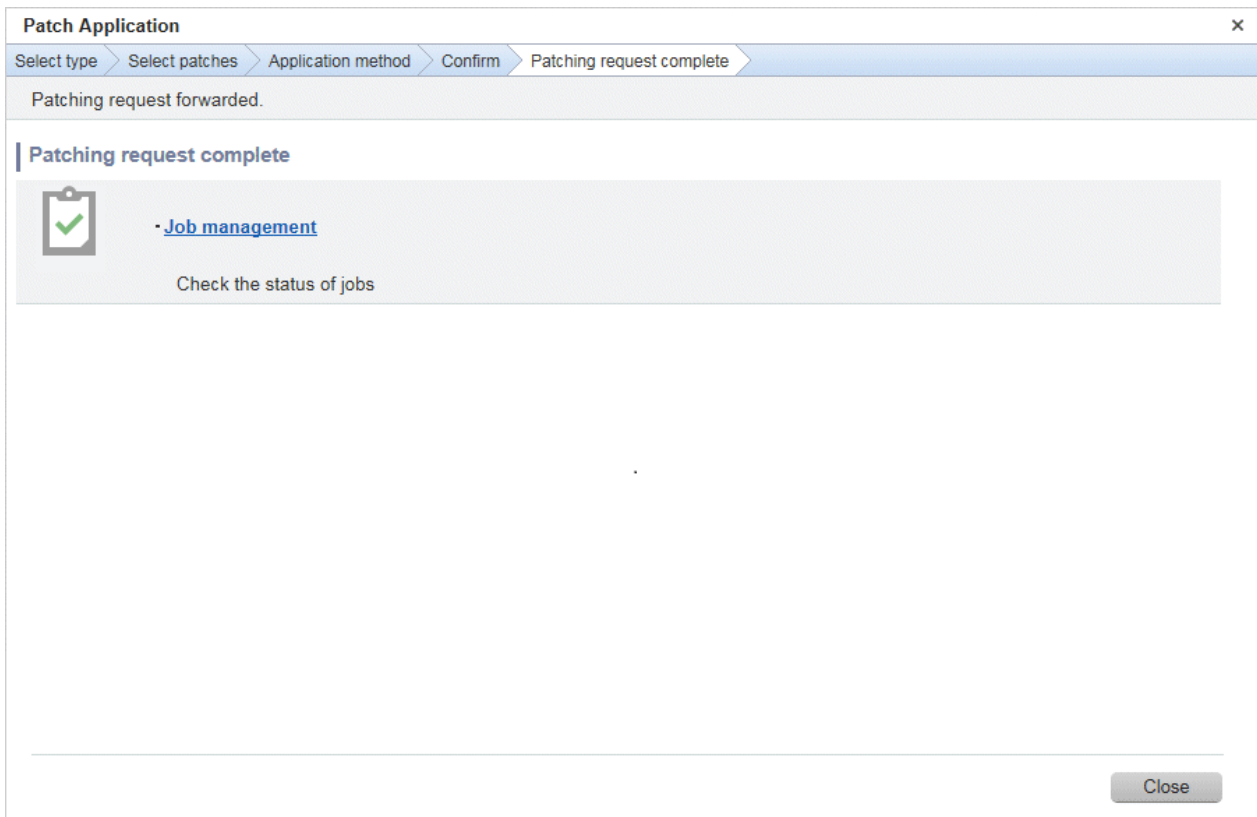 Patch Application
Select type Select patches Application method Confirm Patching request complete
Patching request forwarded.
Patching request complete
- Job management
Check the status of jobs
.
Close